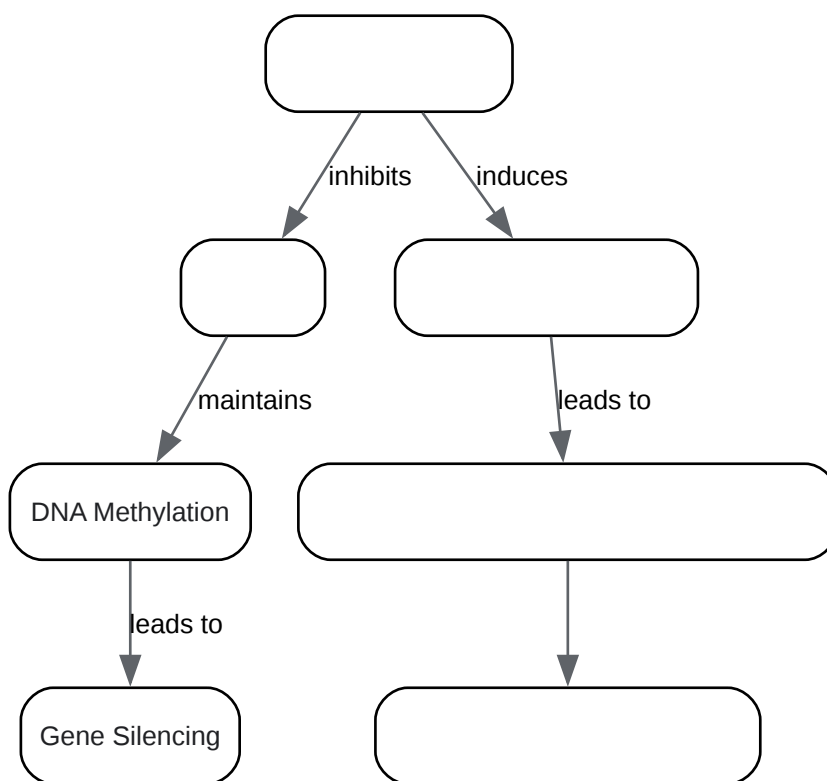 inhibits
induces
maintains
leads to
DNA Methylation
leads to
Gene Silencing